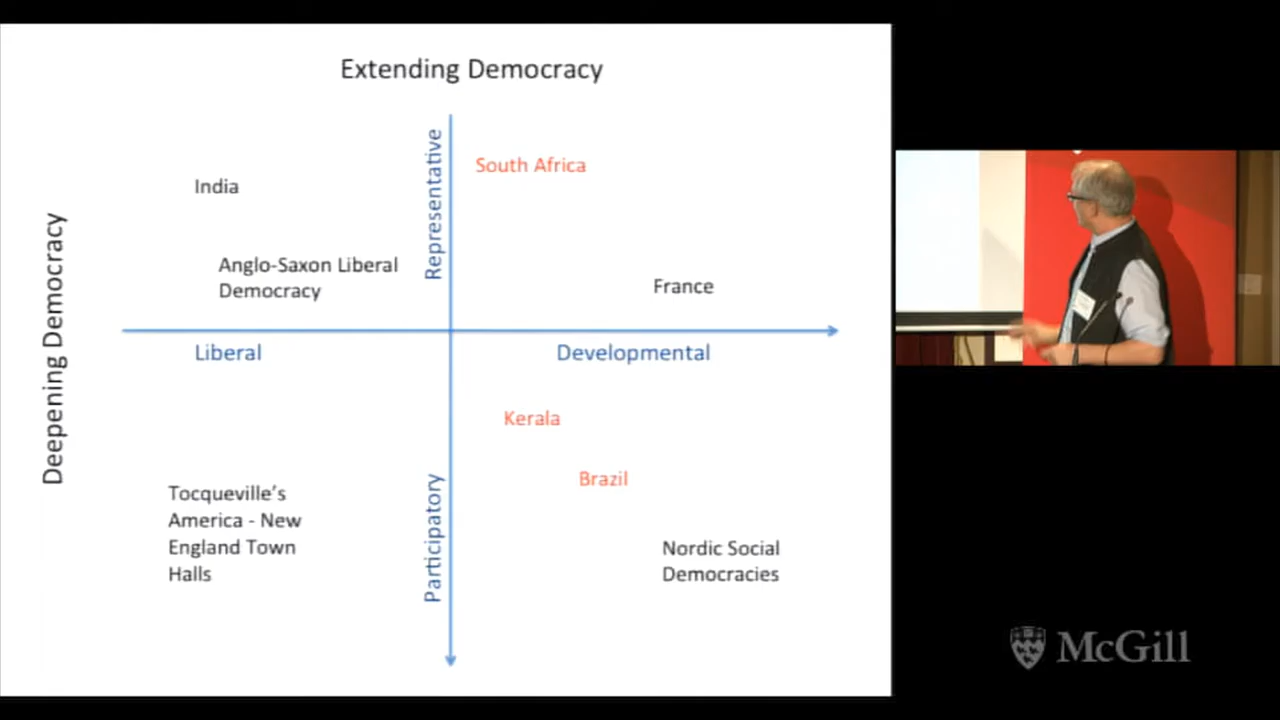 Extending Democracy
Deepening Democracy
Representative
South Africa
India
Anglo-Saxon Liberal
Democracy
France
Liberal
Developmental
Kerala
Brazil
Participatory
Tocqueville’s
America - New
England Town
Halls
Nordic Social
Democracies
McGill